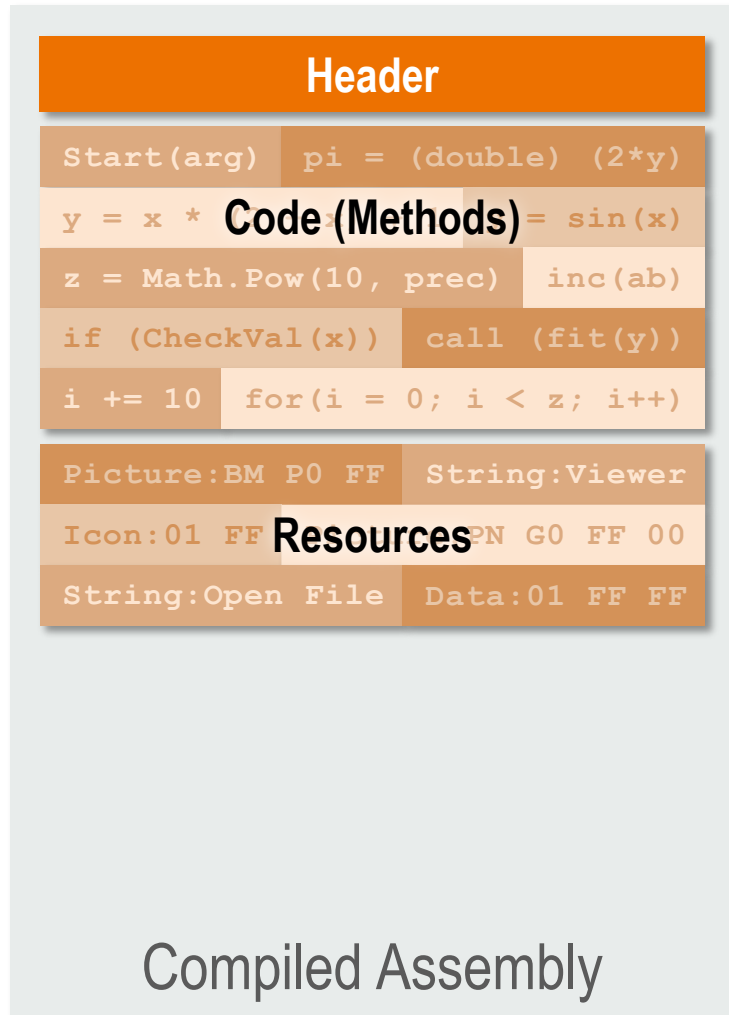 Header
Start(arg) pi = (double) (2*y)
y = x * = sin(x)
Code (Methods)
z = Math.Pow(10, prec) inc(ab)
if (CheckVal(x)) call (fit(y))
i += 10 for(i = 0; i < z; i++)
Picture:BM P0 FF String:Viewer
Icon:01 FF PN G0 FF 00
Resources
String:Open File Data:01 FF FF
Compiled Assembly